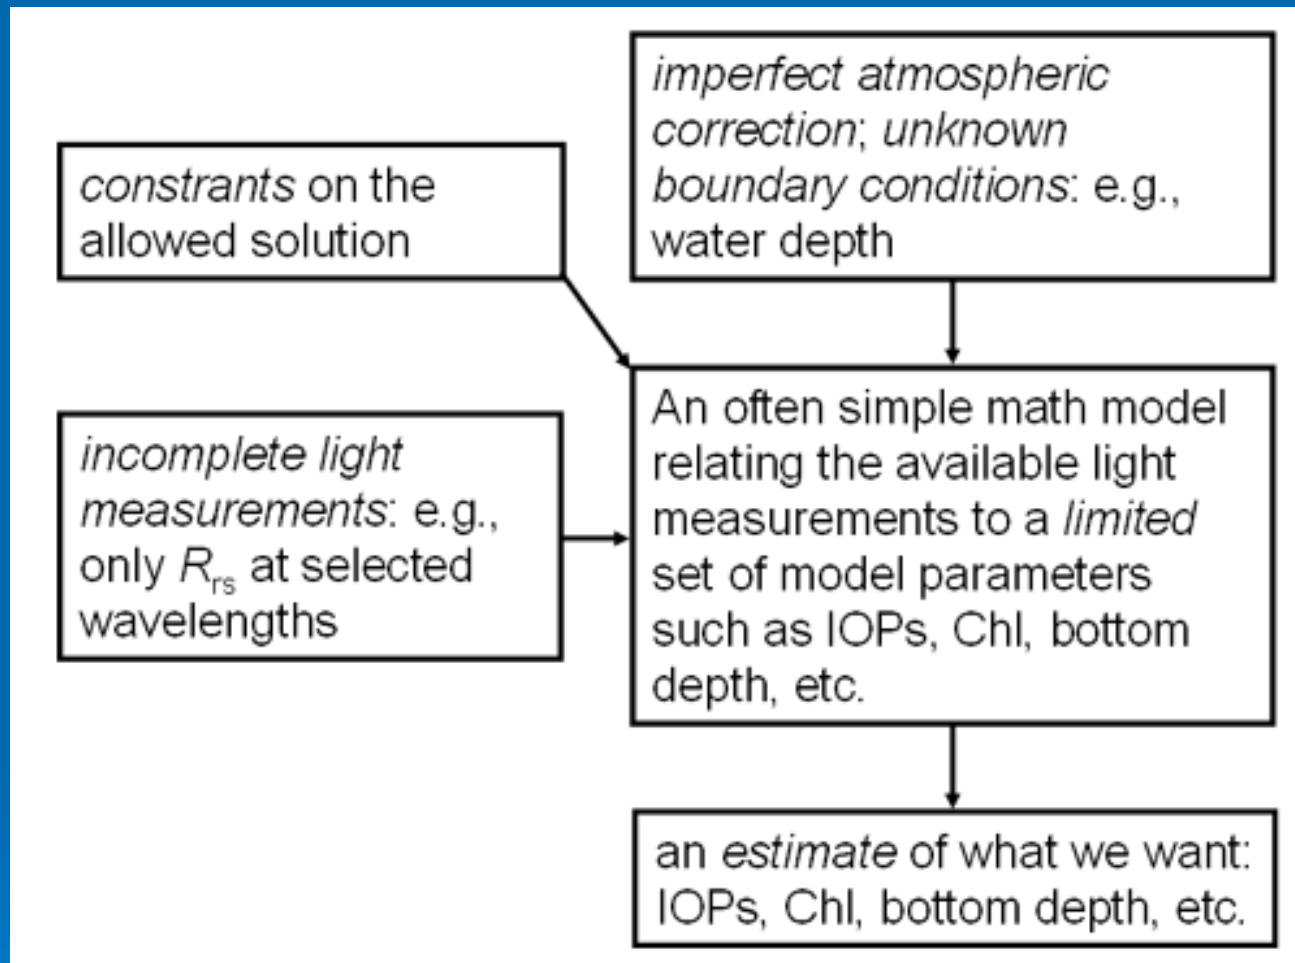 imperfect atmospheric
correction; unknown
boundary conditions: e.g.,
water depth
constrants on the
allowed solution
incomplete light
measurements: e.g.,
only Rrs at selected
wavelengths
An often simple math model
relating the available light
measurements to a limited
set of model parameters
such as IOPs, Chl, bottom
depth, etc.
an estimate of what we want:
IOPs, Chl, bottom depth, etc.